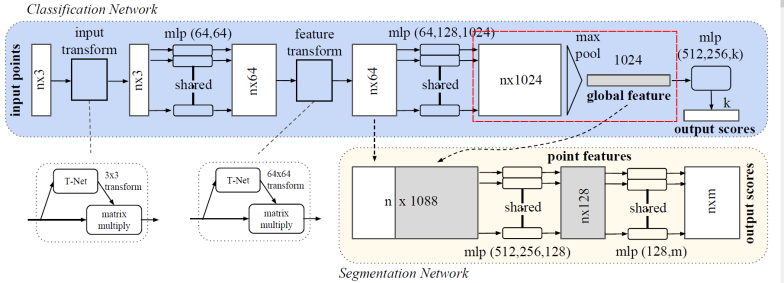 Classification Network
input points
nx3
input
transform
nx3
mlp (64,64)
shared
nx64
feature
transform
nx64
mlp (64,128,1024)
shared
nx1024
max
pool
1024
global feature
mlp
(512,256,k)
k
output scores
T-Net
3x3
transform
matrix
multiply
T-Net
64x64
transform
matrix
multiply
point features
n x 1088
shared
mlp (512,256,128)
nx128
shared
mlp (128,m)
nxm
output scores
Segmentation Network